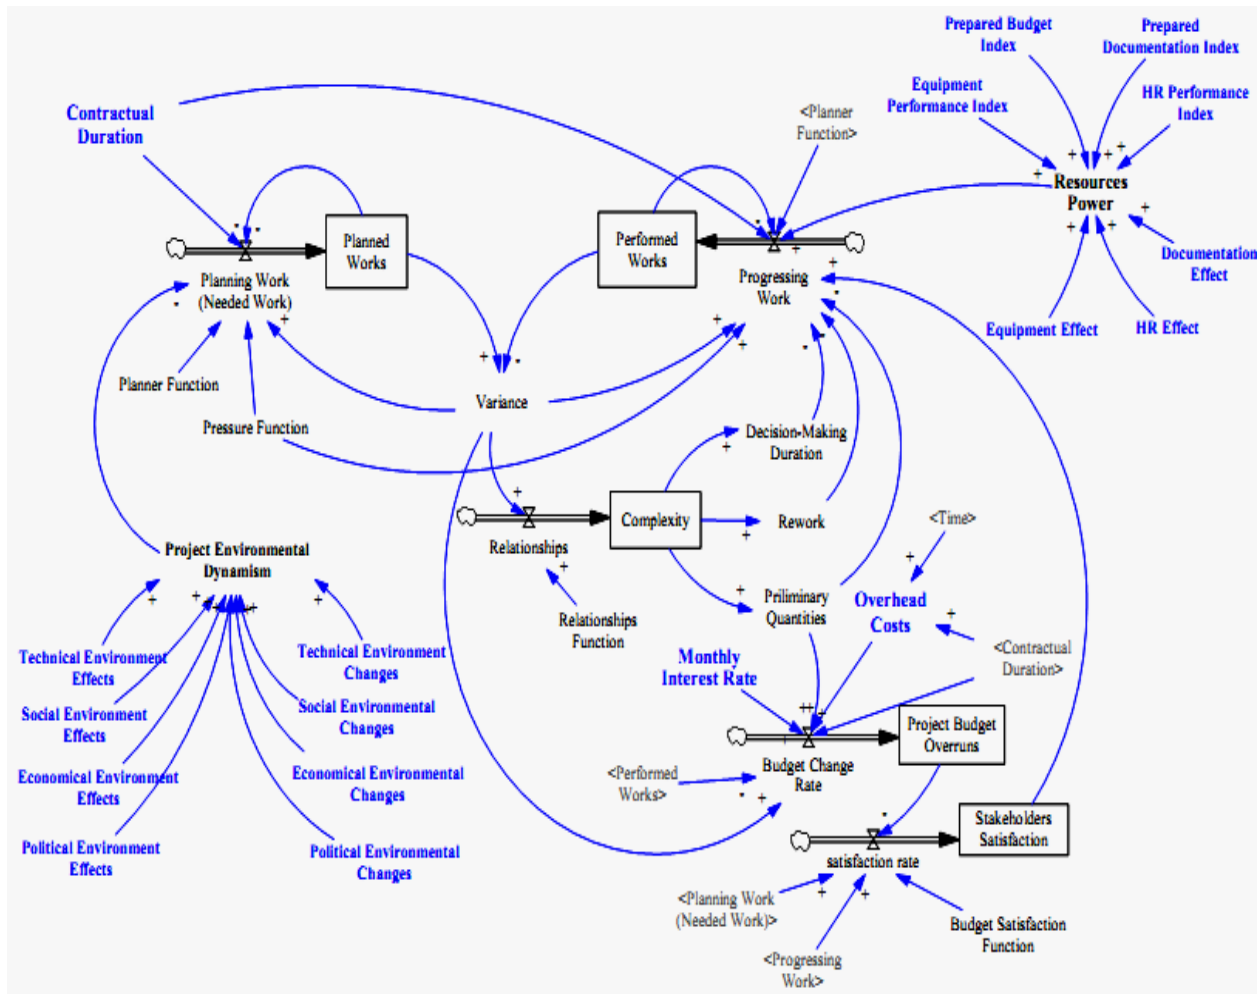 Prepared Budget
Index
Prepared
Documentation Index
Equipment
Performance Index
HR Performance
Index
Contractual
Duration
<Planner
Function>
Resources
Power
Planned
Works
Performed
Works
Planning Work
(Needed Work)
Progressing
Work
Documentation
Effect
Equipment Effect
HR Effect
Planner Function
Variance
Pressure Function
Decision-Making
Duration
Complexity
Rework
<Time>
Relationships
Project Environmental
Dynamism
Relationships
Function
Priliminary
Quantities
Overhead
Costs
<Contractual
Duration>
Monthly
Interest Rate
Technical Environment
Effects
Technical Environment
Changes
Social Environment
Effects
Social Environmental
Changes
Project Budget
Overruns
Economical Environment
Effects
Economical Environmental
Changes
<Performed
Works>
Budget Change
Rate
Stakeholders
Satisfaction
Political Environment
Effects
Political Environmental
Changes
satisfaction rate
<Planning Work
(Needed Work)>
Budget Satisfaction
Function
<Progressing
Work>